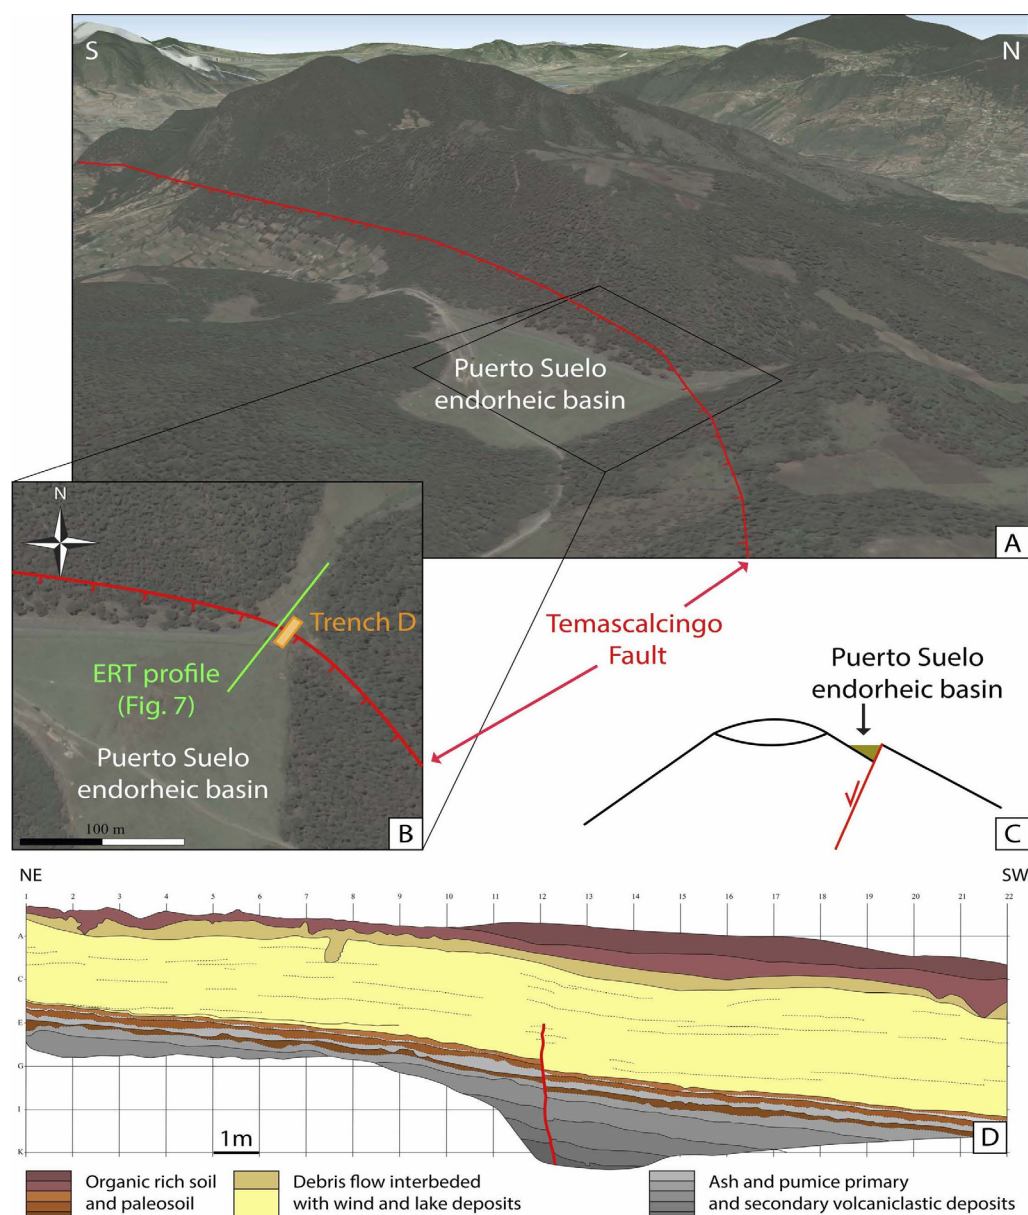 S
N
Puerto Suelo
endorheic basin
A
N
Trench D
ERT profile
(Fig. 7)
Puerto Suelo
endorheic basin
100 m
B
Temascalcingo
Fault
Puerto Suelo
endorheic basin
C
NE
SW
1 2 3 4 5 6 7 8 9 10 11 12 13 14 15 16 17 18 19 20 21 22
A
C
E
G
I
K
1m
D
Organic rich soil
and paleosoil
Debris flow interbeded
with wind and lake deposits
Ash and pumice primary
and secondary volcaniclastic deposits